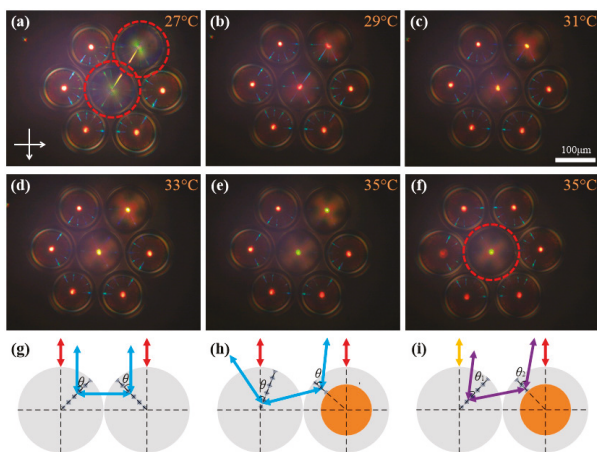 (a) 27°C
(b) 29°C
(c) 31°C
100μm
(d) 33°C
(e) 35°C
(f) 35°C
(g) θ θ
(h) θ θ
(i) θ₁ θ₂